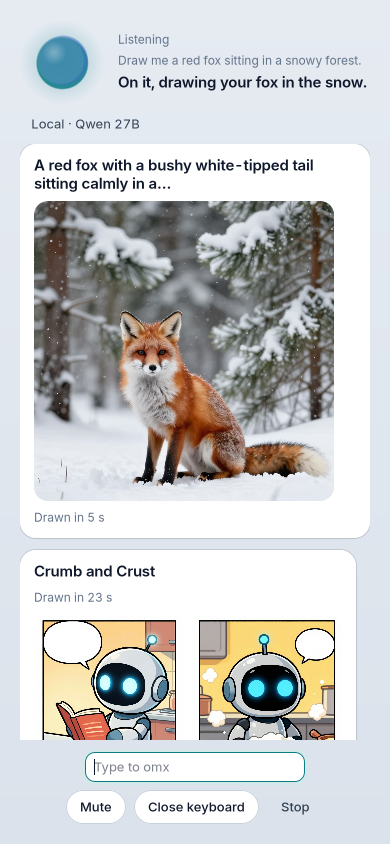 Listening
Draw me a red fox sitting in a snowy forest.
On it, drawing your fox in the snow.
Local · Qwen 27B
A red fox with a bushy white-tipped tail
sitting calmly in a...
Drawn in 5 s
Crumb and Crust
Drawn in 23 s
Type to omx
Mute
Close keyboard
Stop